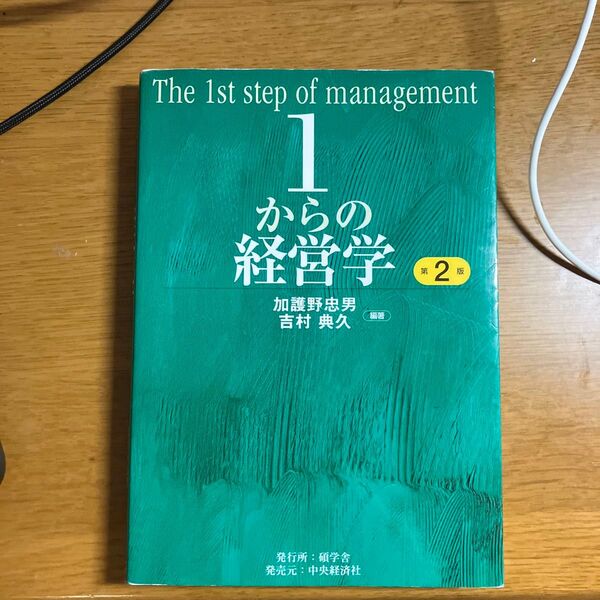 The 1st step of management
1
からの
経営学
第2版
加護野忠男
吉村 典久
編著
発行所：碩学舎
発売元：中央経済社